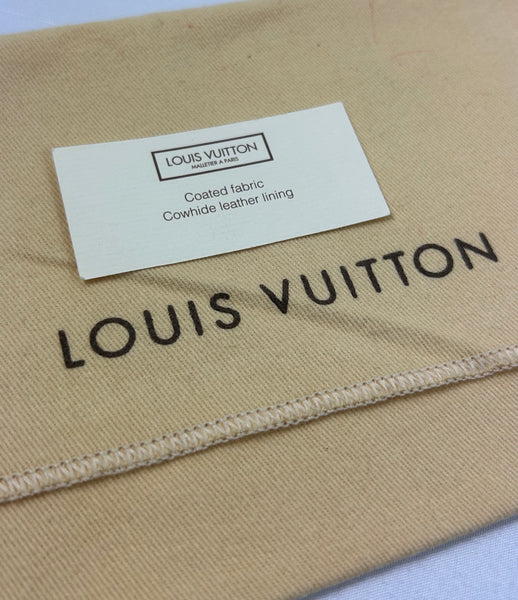 LOUIS VUITTON
MALLETIER A PARIS
Coated fabric
Cowhide leather lining
LOUIS VUITTON